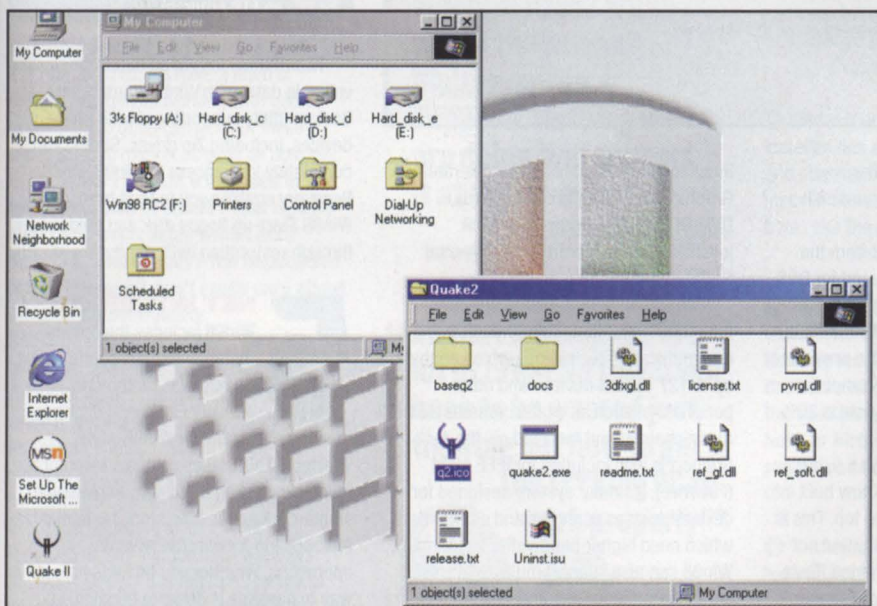 My Computer
My Documents
Network
Neighborhood
Recycle Bin
Internet
Explorer
MSn
Set Up The
Microsoft ...
Quake II
My Computer
File Edit View Go Favorites Help
3½ Floppy (A:) Hard_disk_c
(C:) Hard_disk_d
(D:) Hard_disk_e
(E:)
Win98 RC2 (F:) Printers Control Panel Dial-Up
Networking
Scheduled
Tasks
1 object(s) selected
Quake2
File Edit View Go Favorites Help
baseq2 docs 3dfxgl.dll license.txt pvrgl.dll
q2.ico quake2.exe readme.txt ref_gl.dll ref_soft.dll
release.txt Uninst.isu
1 object(s) selected My Computer